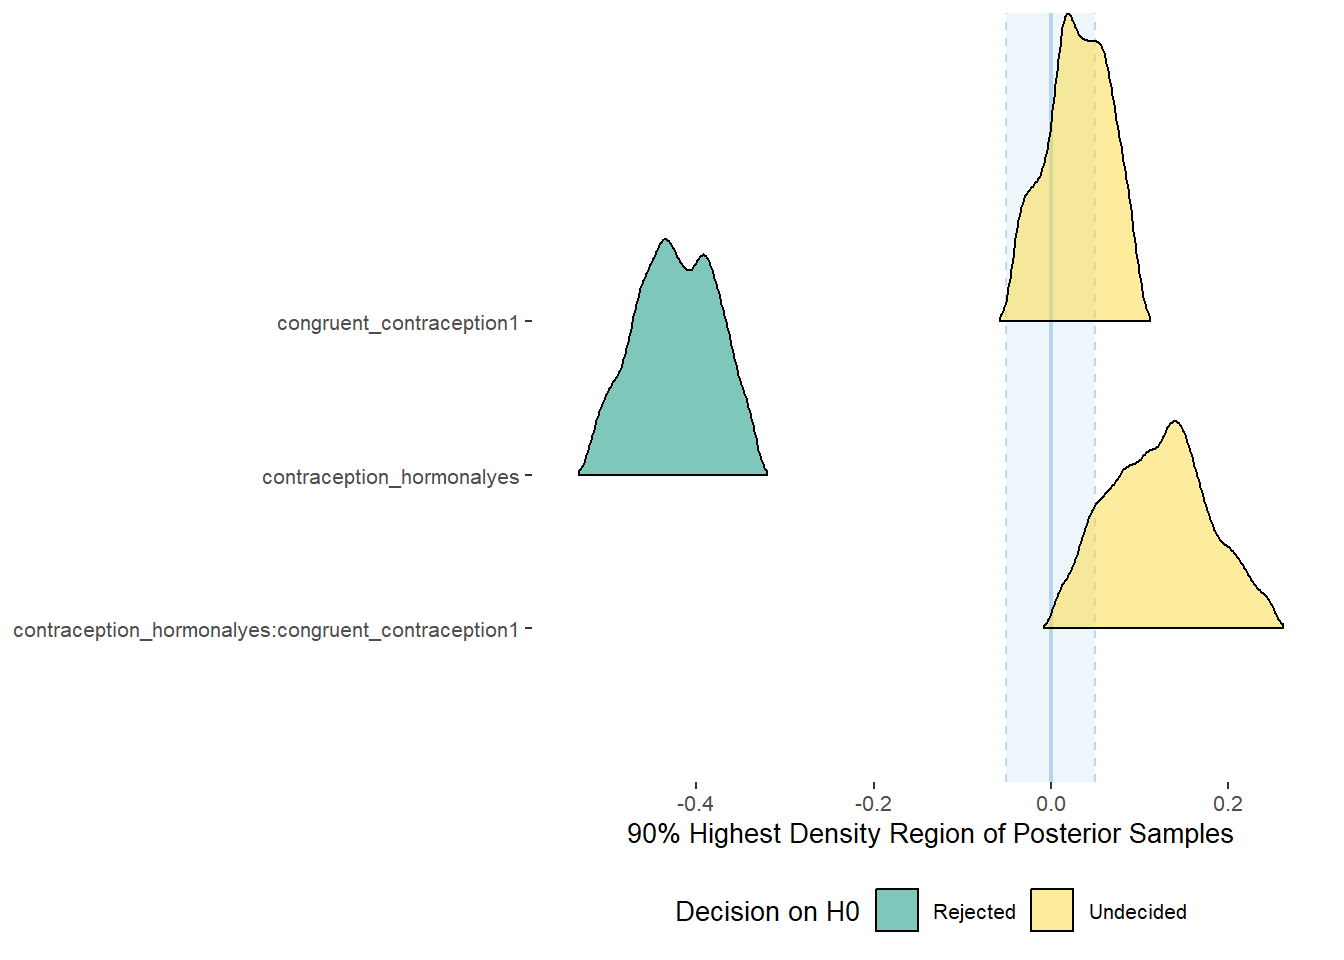 congruent_contraception1
contraception_hormonalyes
contraception_hormonalyes:congruent_contraception1
-0.4 -0.2 0.0 0.2
90% Highest Density Region of Posterior Samples
Decision on H0 Rejected Undecided